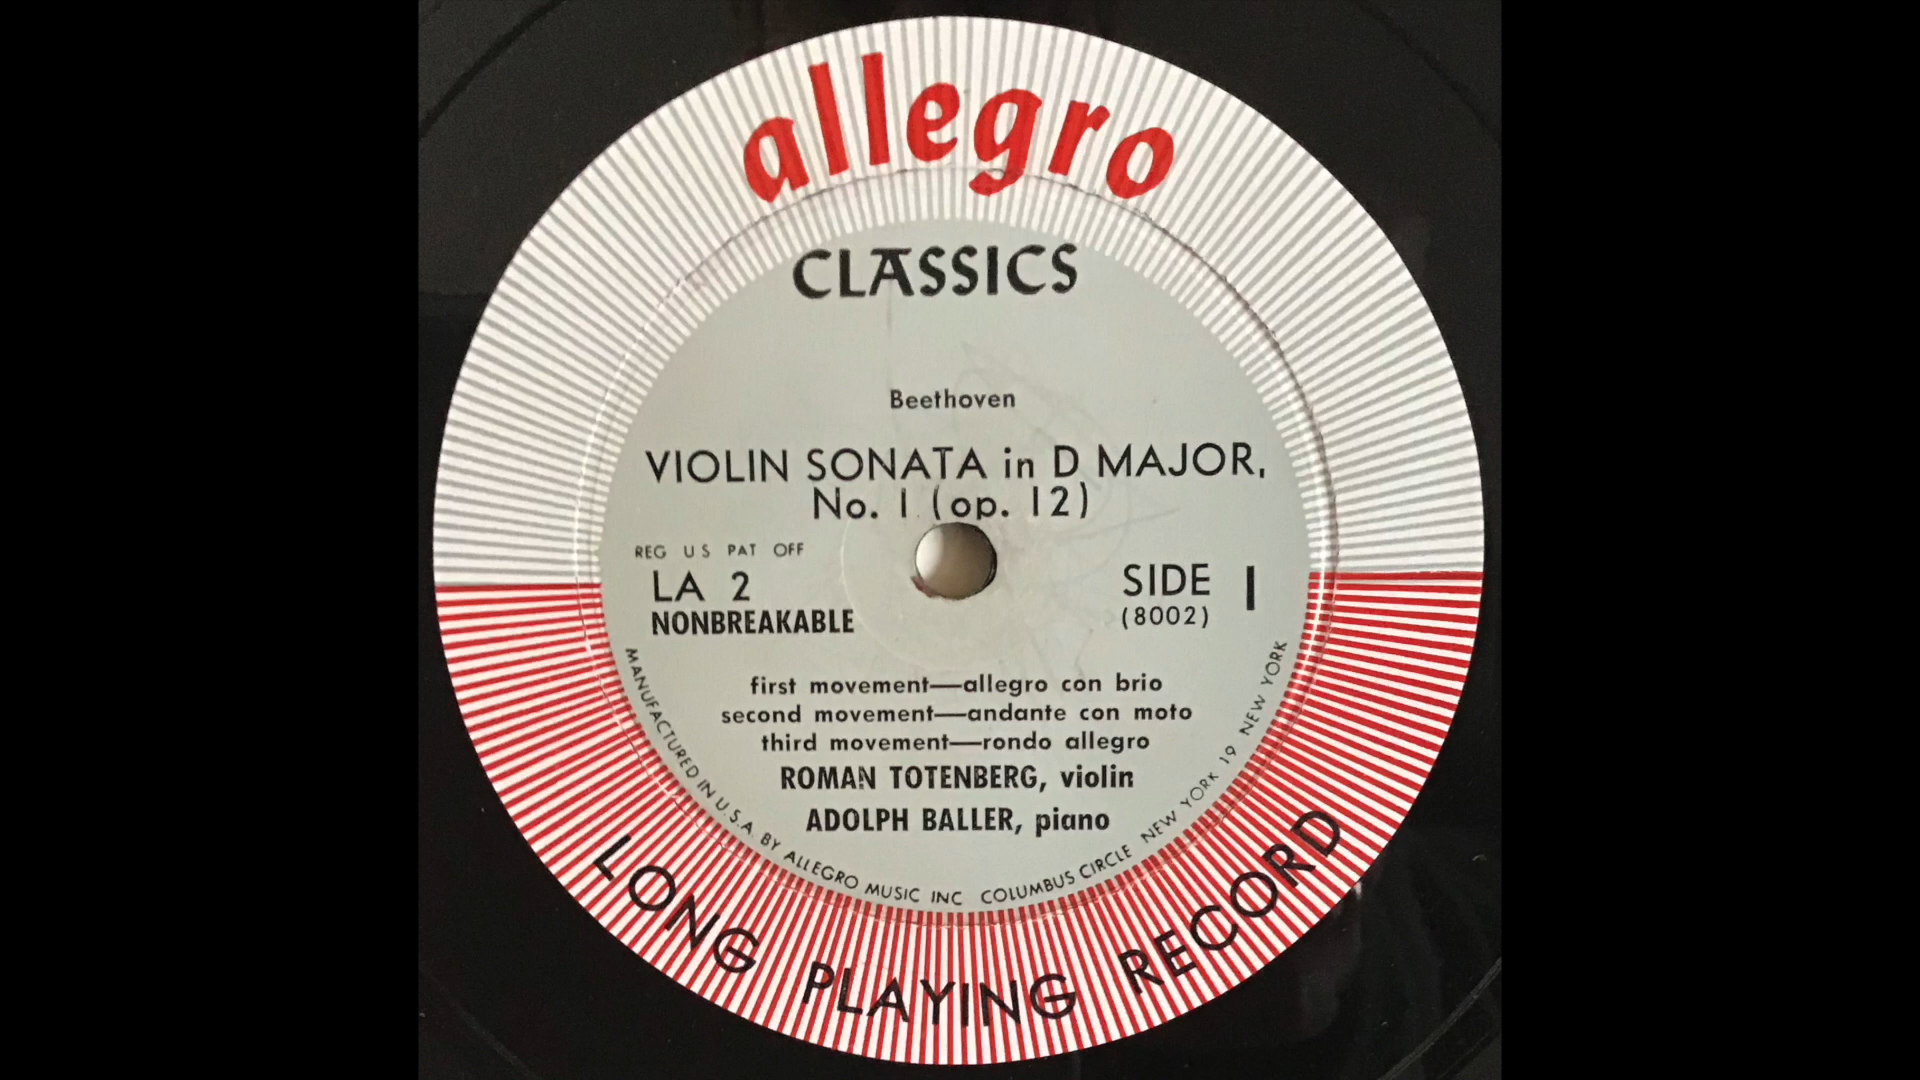 allegro
CLASSICS
Beethoven
VIOLIN SONATA in D MAJOR,
No. 1 (op. 12)
REG U S PAT OFF
LA 2
NONBREAKABLE
SIDE 1
(8002)
first movement—allegro con brio
second movement—andante con moto
third movement—rondo allegro
ROMAN TOTENBERG, violin
ADOLPH BALLER, piano
MANUFACTURED IN U.S.A. BY ALLEGRO MUSIC INC COLUMBUS CIRCLE NEW YORK 19 NEW YORK
LONG PLAYING RECORD